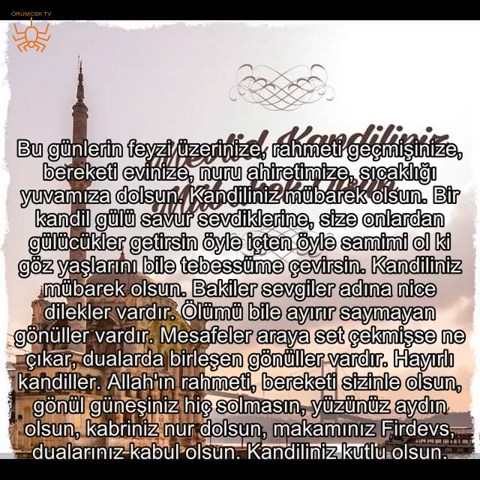 ÖRÜMCEK TV
Mevlid Kandiliniz
Mübarek Olsun
Bu günlerin feyzi üzerinize, rahmeti geçmişinize,
bereketi evinize, nuru ahiretimize, sıcaklığı
yuvamıza dolsun. Kandiliniz mübarek olsun. Bir
kandil gülü savur sevdiklerine, size onlardan
gülücükler getirsin öyle içten öyle samimi ol ki
göz yaşlarını bile tebessüme çevirsin. Kandiliniz
mübarek olsun. Bakiler sevgiler adına nice
dilekler vardır. Ölümü bile ayırır saymayan
gönüller vardır. Mesafeler araya set çekmişse ne
çıkar, dualarda birleşen gönüller vardır. Hayırlı
kandiller. Allah'ın rahmeti, bereketi sizinle olsun,
gönül güneşiniz hiç solmasın, yüzünüz aydın
olsun, kabriniz nur dolsun, makamınız Firdevs,
dualarınız kabul olsun. Kandiliniz kutlu olsun.